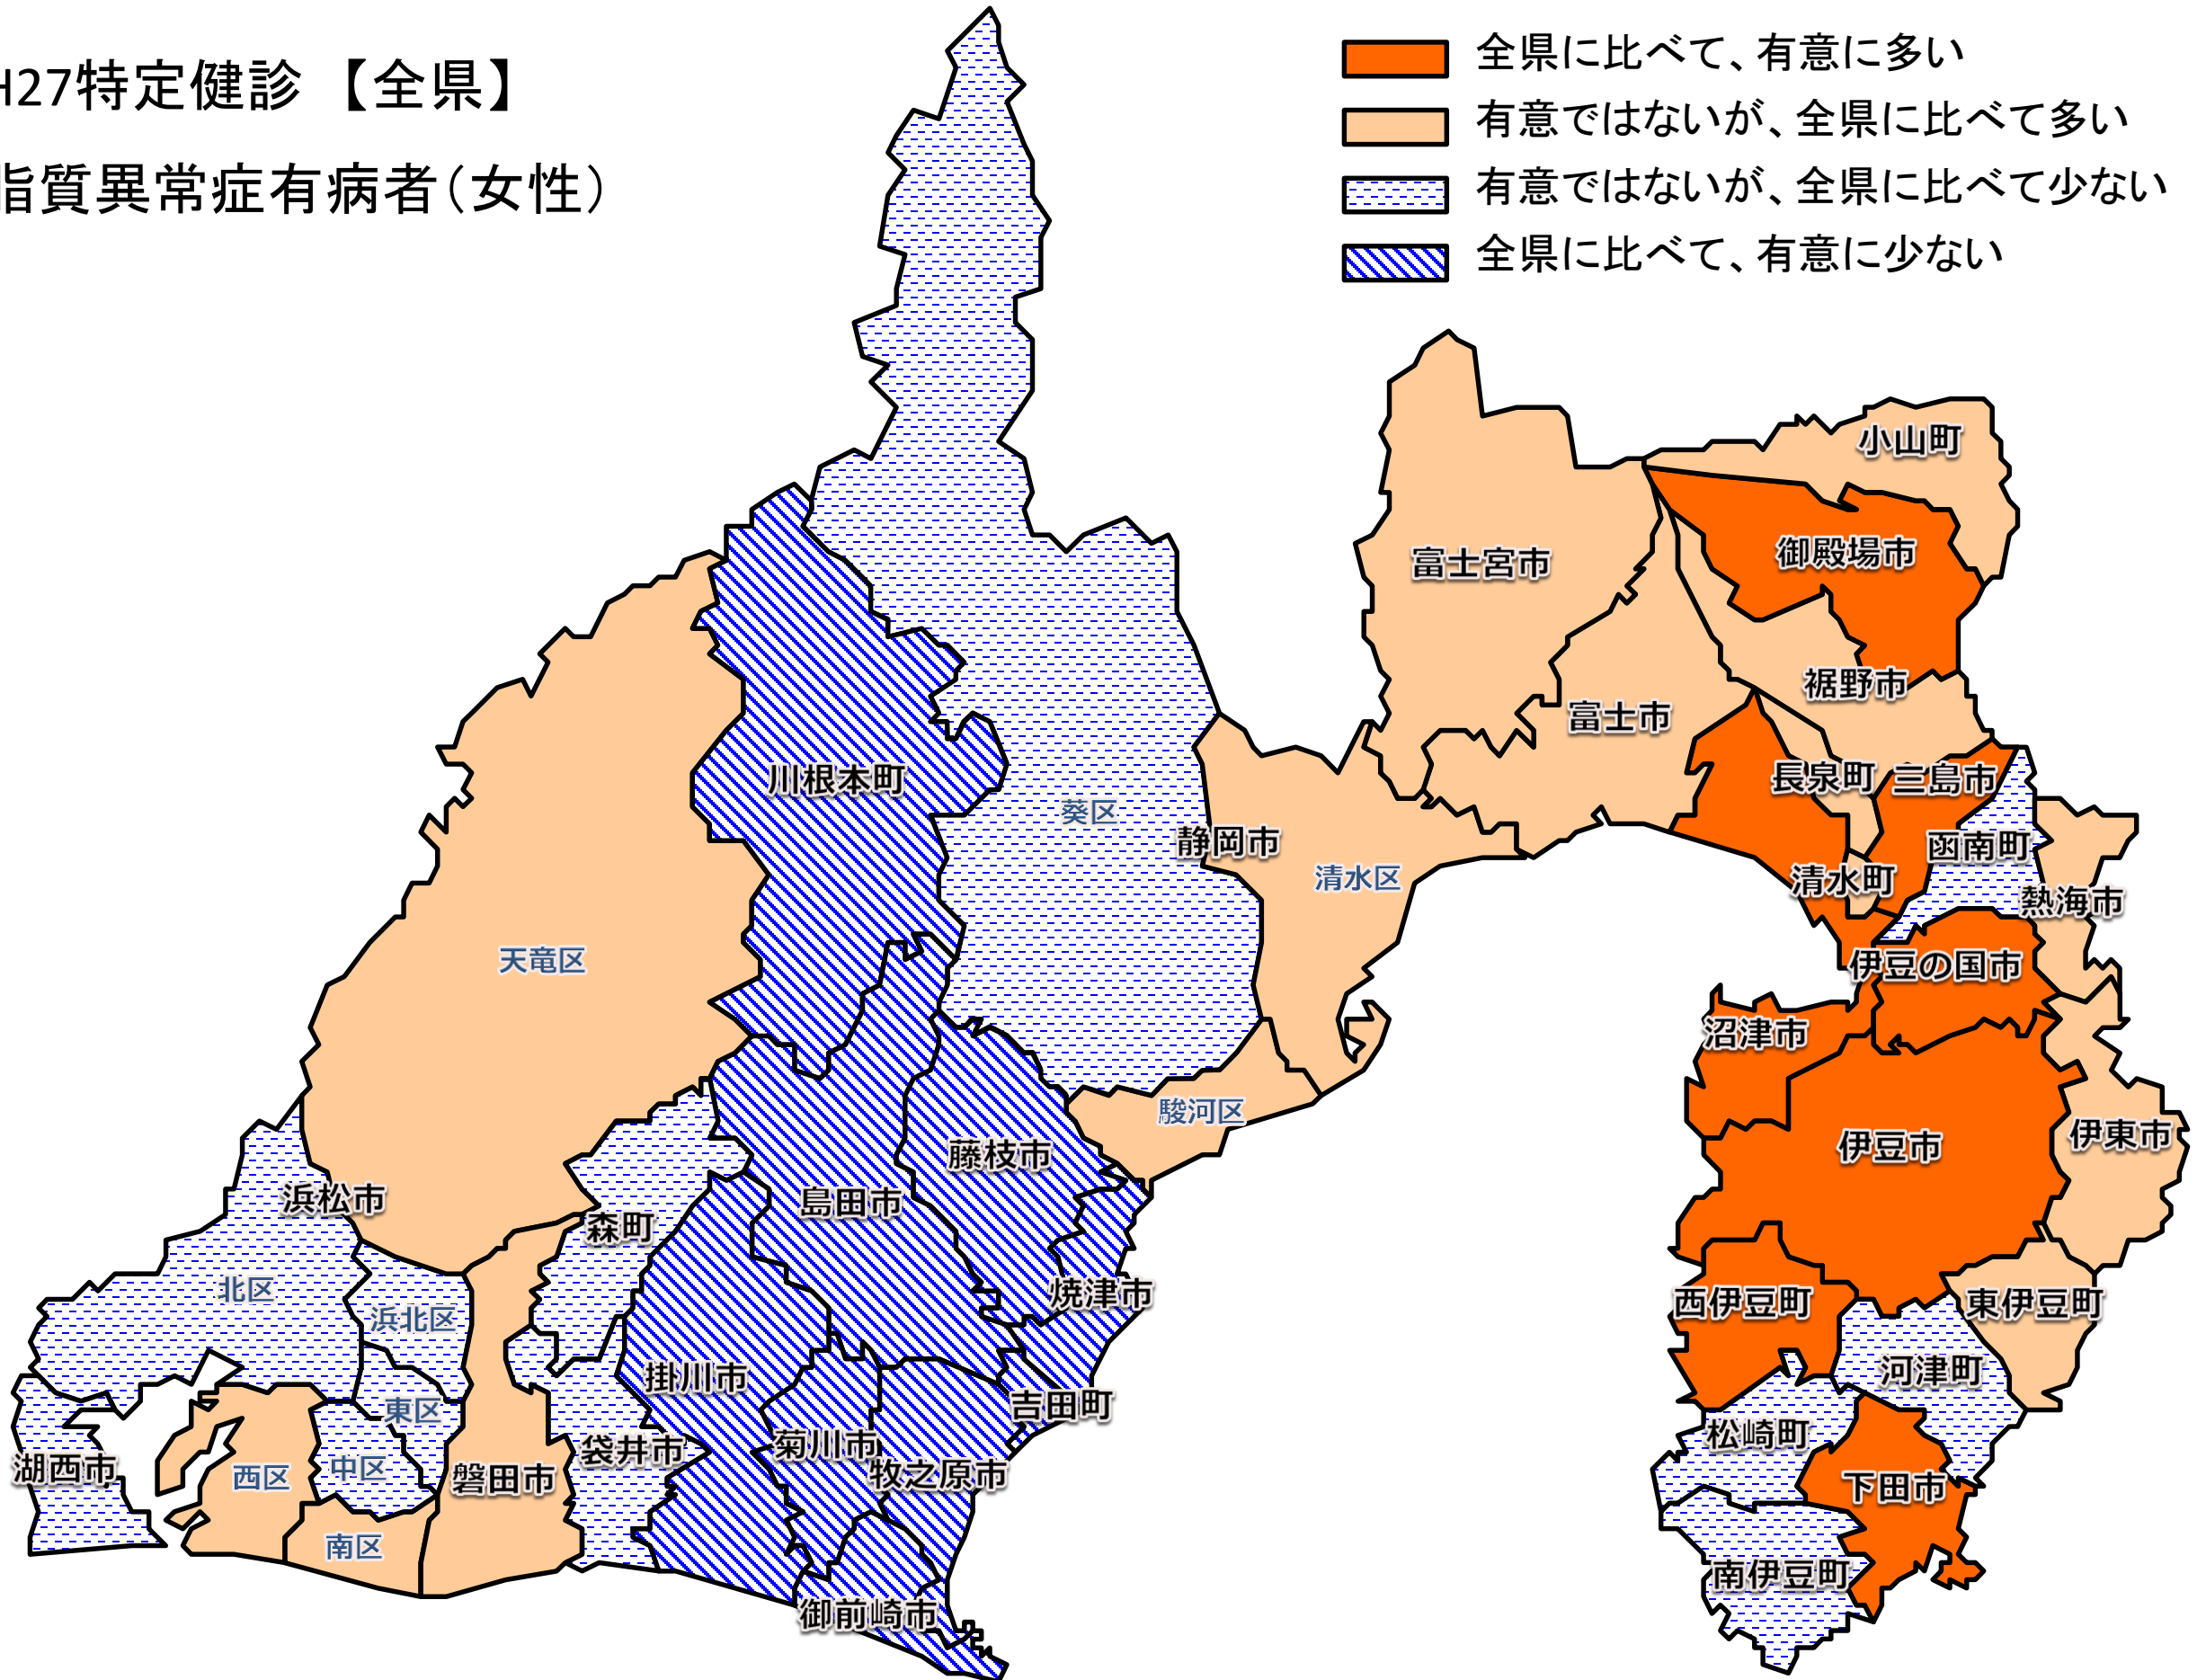 H27特定健診 【全県】
脂質異常症有病者(女性)
全県に比べて、有意に多い
有意ではないが、全県に比べて多い
有意ではないが、全県に比べて少ない
全県に比べて、有意に少ない
小山町
御殿場市
富士宮市
裾野市
富士市
川根本町
長泉町
三島市
葵区
静岡市
函南町
清水区
清水町
熱海市
天竜区
伊豆の国市
沼津市
駿河区
伊東市
伊豆市
藤枝市
浜松市
島田市
森町
北区
浜北区
焼津市
西伊豆町
東伊豆町
河津町
掛川市
吉田町
東区
松崎町
菊川市
袋井市
湖西市
西区
中区
磐田市
牧之原市
下田市
南区
南伊豆町
御前崎市